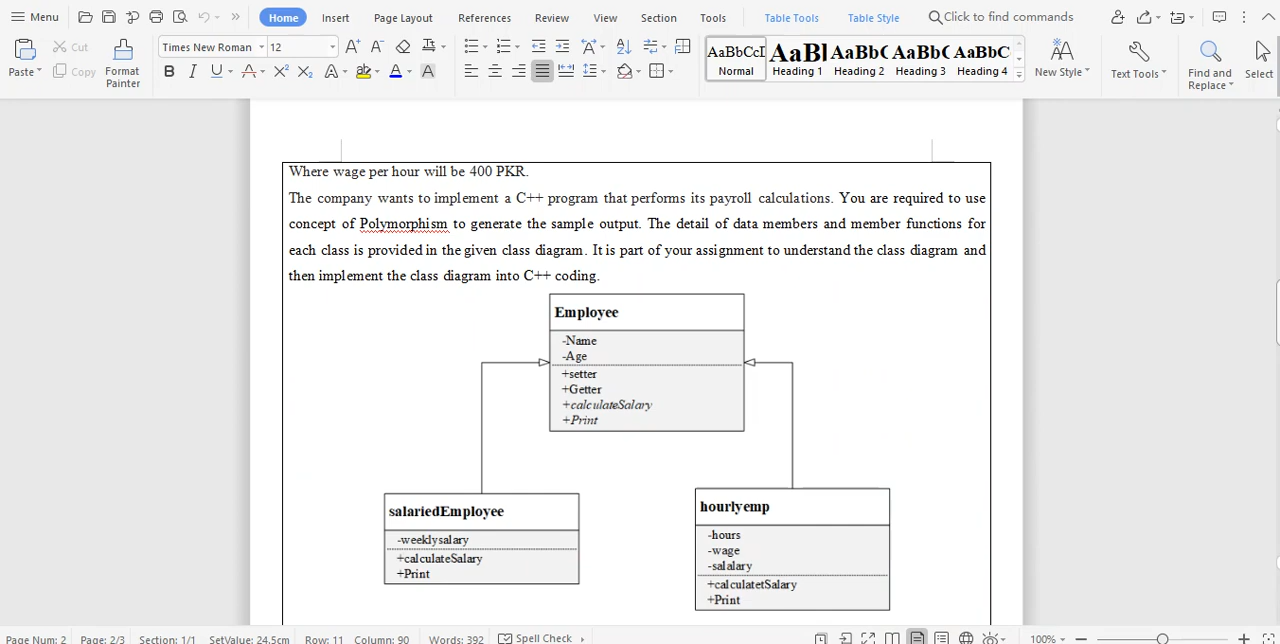 Menu Home Insert Page Layout References Review View Section Tools Table Tools Table Style Click to find commands
Paste Cut Copy Format Painter Times New Roman 12 AaBbCcD Normal AaBl Heading 1 AaBb( Heading 2 AaBb( Heading 3 AaBbC Heading 4 New Style Text Tools Find and Replace Select
B I U X² X₂ A A A A
Where wage per hour will be 400 PKR.
The company wants to implement a C++ program that performs its payroll calculations. You are required to use
concept of Polymorphism to generate the sample output. The detail of data members and member functions for
each class is provided in the given class diagram. It is part of your assignment to understand the class diagram and
then implement the class diagram into C++ coding.
Employee
-Name
-Age
+setter
+Getter
+calculateSalary
+Print
salariedEmployee
-weeklysalary
+calculateSalary
+Print
hourlyemp
-hours
-wage
-salalary
+calculatetSalary
+Print
Page Num: 2 Page: 2/3 Section: 1/1 SetValue: 24.5cm Row: 11 Column: 90 Words: 392 Spell Check 100%